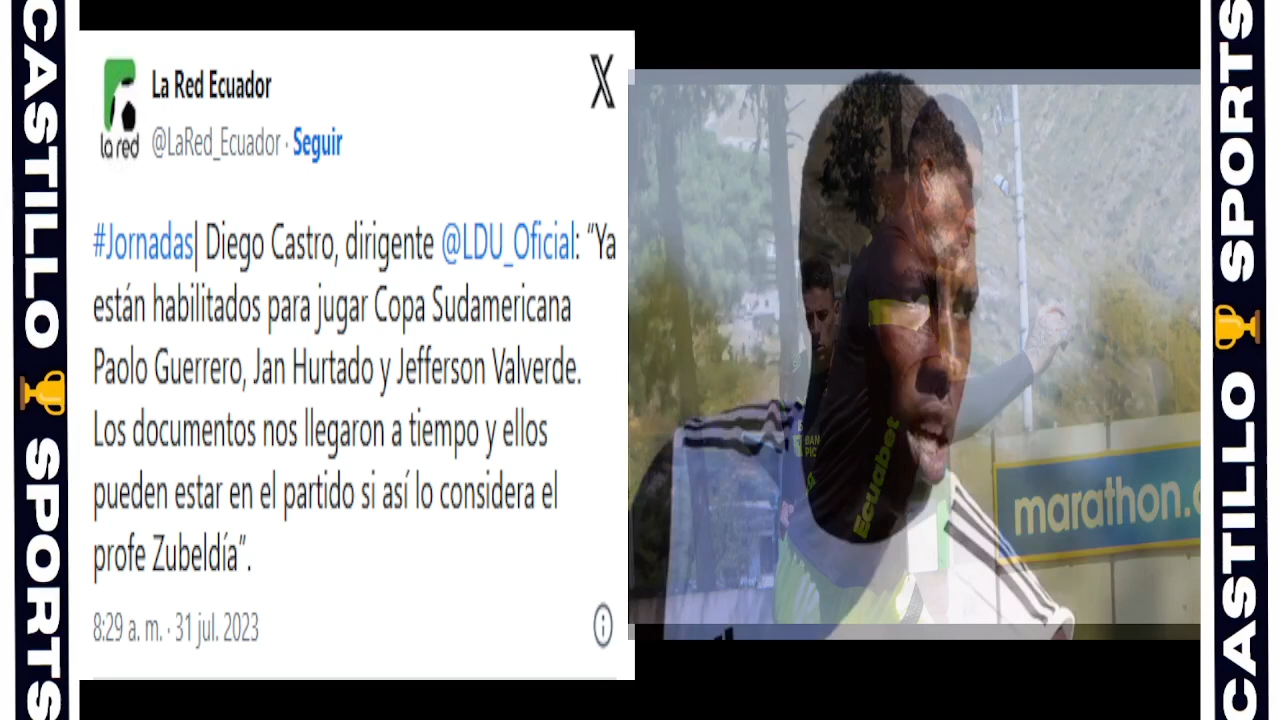 CASTILLO SPORTS
La Red Ecuador
la red
@LaRed_Ecuador · Seguir
#Jornadas| Diego Castro, dirigente @LDU_Oficial: “Ya
están habilitados para jugar Copa Sudamericana
Paolo Guerrero, Jan Hurtado y Jefferson Valverde.
Los documentos nos llegaron a tiempo y ellos
pueden estar en el partido si así lo considera el
profe Zubeldía”.
8:29 a. m. · 31 jul. 2023
BAN
PIC
Ecuabet
marathon.c
CASTILLO SPORTS